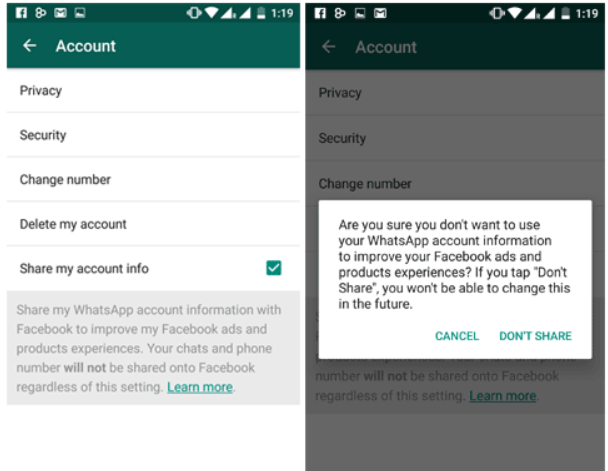 1:19
Account
Privacy
Security
Change number
Delete my account
Share my account info
Share my WhatsApp account information with
Facebook to improve my Facebook ads and
products experiences. Your chats and phone
number will not be shared onto Facebook
regardless of this setting. Learn more.
1:19
Account
Privacy
Security
Change number
Are you sure you don't want to use
your WhatsApp account information
to improve your Facebook ads and
products experiences? If you tap "Don't
Share", you won't be able to change this
in the future.
CANCEL DON'T SHARE
number will not be shared onto Facebook
regardless of this setting. Learn more.